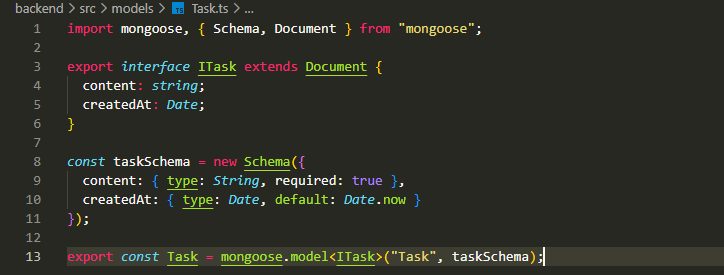 backend > src > models > TS Task.ts > ...
1 import mongoose, { Schema, Document } from "mongoose";
2
3 export interface ITask extends Document {
4   content: string;
5   createdAt: Date;
6 }
7
8 const taskSchema = new Schema({
9   content: { type: String, required: true },
10   createdAt: { type: Date, default: Date.now }
11 });
12
13 export const Task = mongoose.model<ITask>("Task", taskSchema);